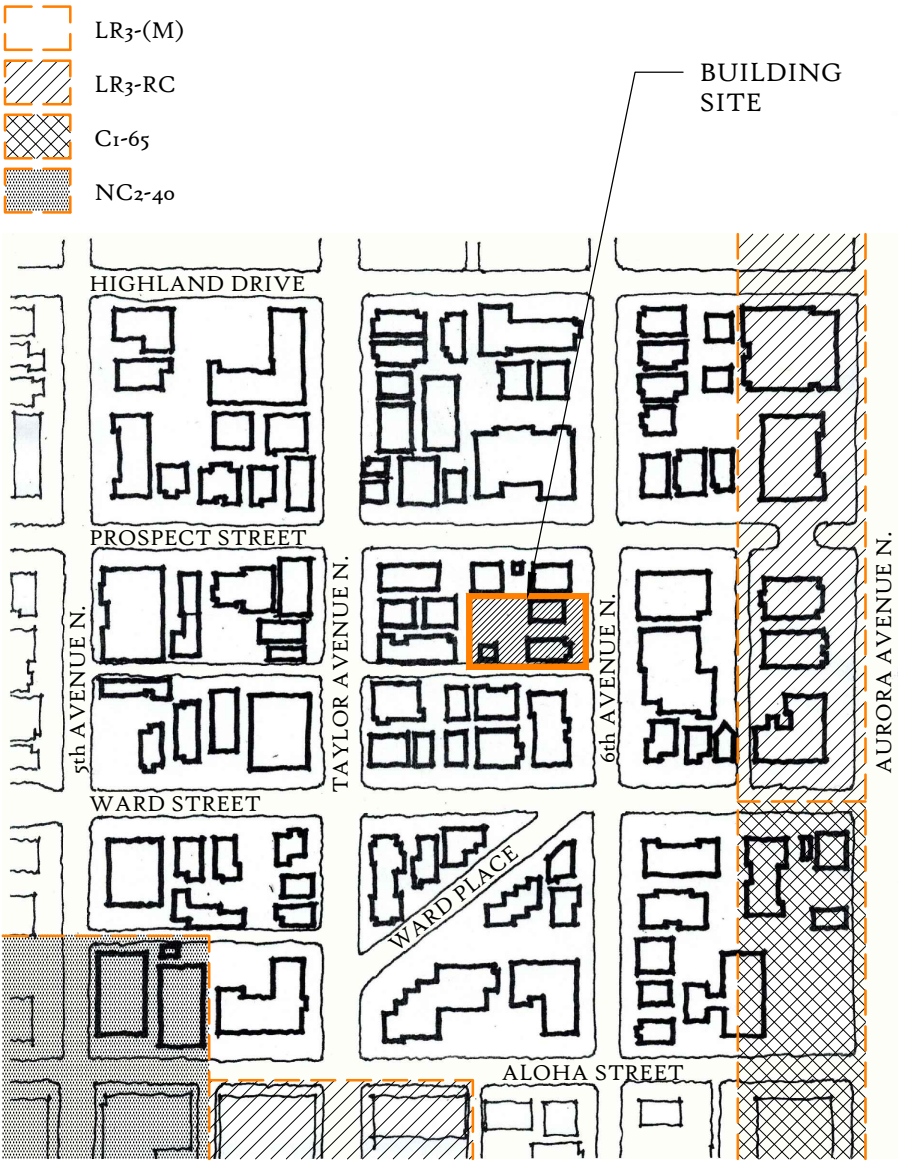 LR3-(M)
LR3-RC
C1-65
NC2-40
BUILDING
SITE
HIGHLAND DRIVE
PROSPECT STREET
5th AVENUE N.
TAYLOR AVENUE N.
6th AVENUE N.
AURORA AVENUE N.
WARD STREET
WARD PLACE
ALOHA STREET